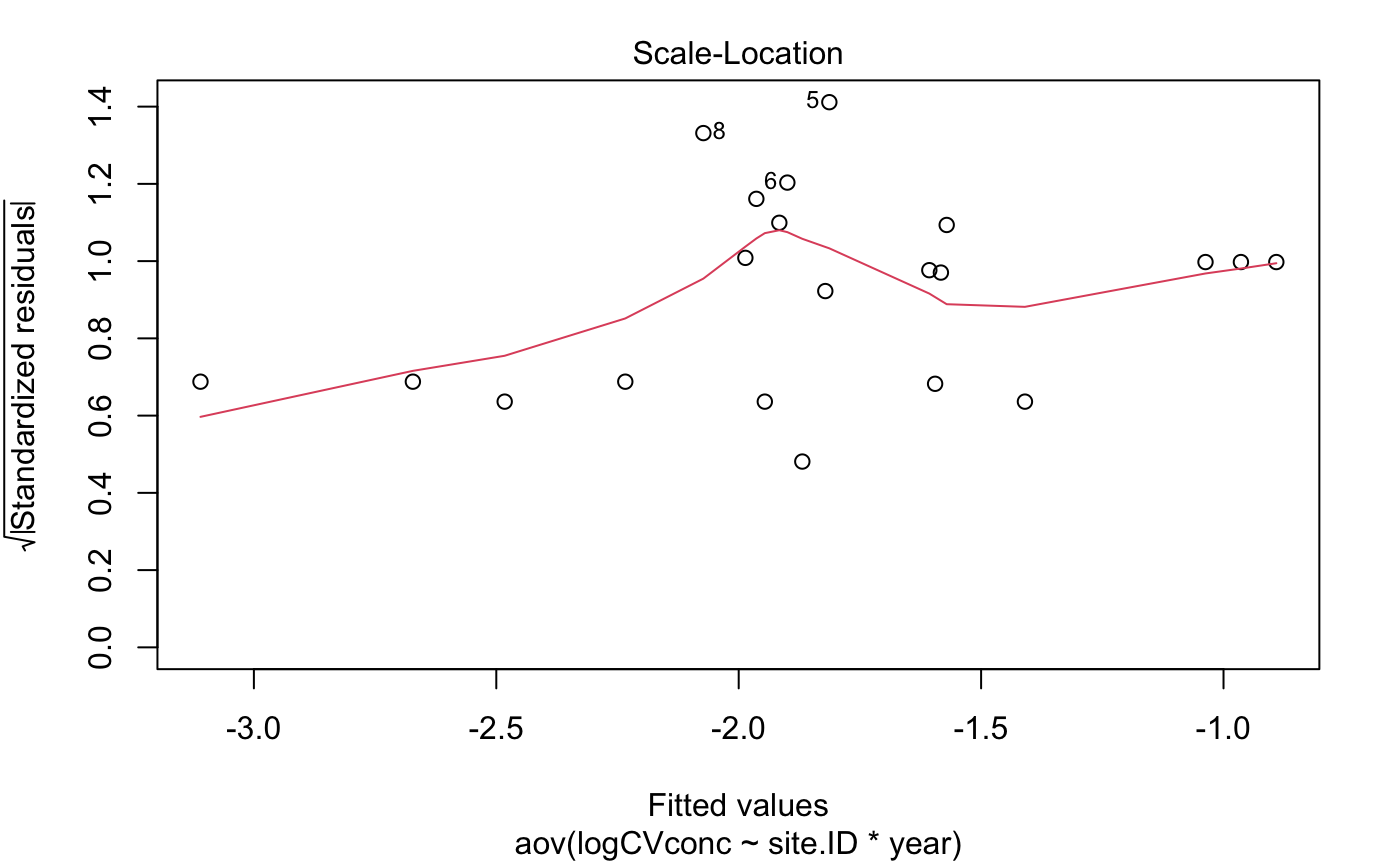 Scale-Location
√|Standardized residuals|
1.4
1.2
1.0
0.8
0.6
0.4
0.2
0.0
5
8
6
-3.0 -2.5 -2.0 -1.5 -1.0
Fitted values
aov(logCVconc ~ site.ID * year)